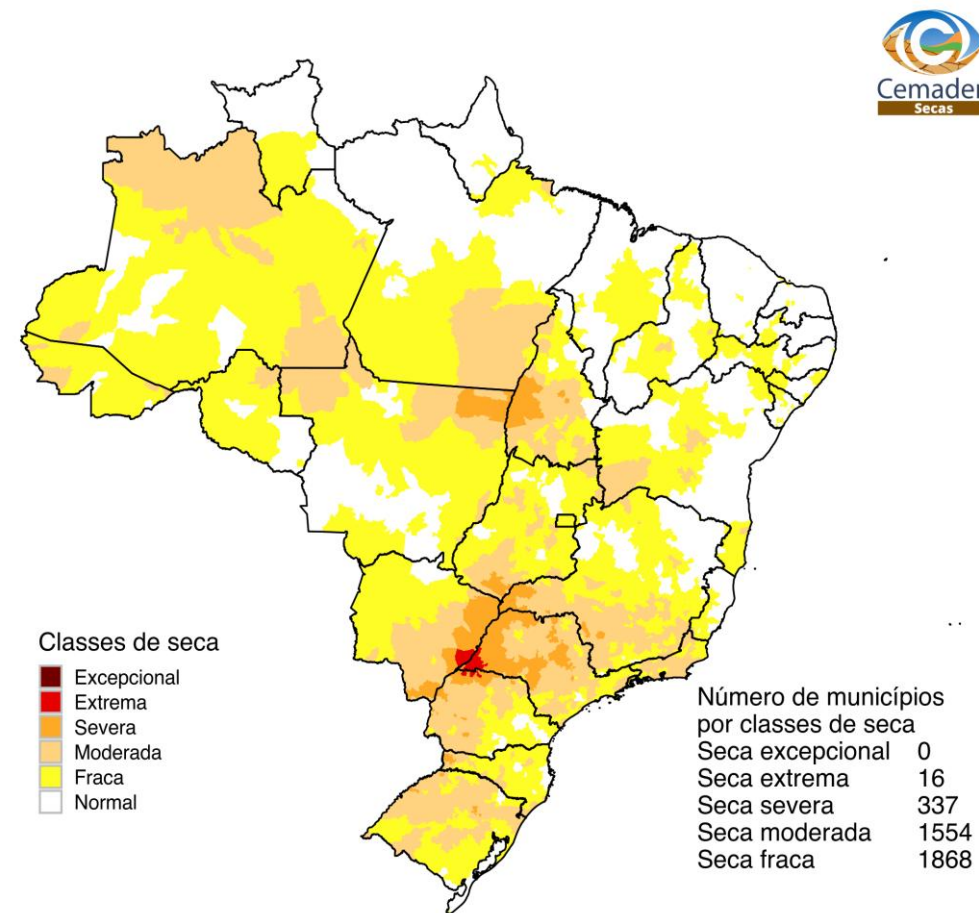 Cemaden
Secas
Classes de seca
Excepcional
Extrema
Severa
Moderada
Fraca
Normal
Número de municípios
por classes de seca
Seca excepcional 0
Seca extrema 16
Seca severa 337
Seca moderada 1554
Seca fraca 1868